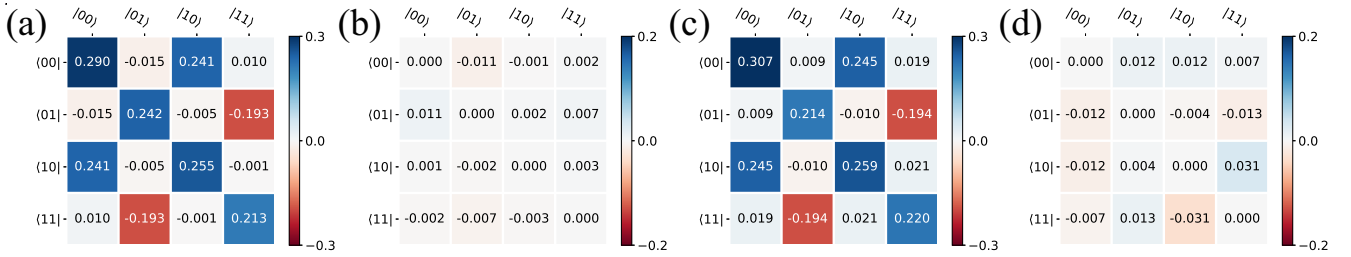 (a) (b) (c) (d)
|00⟩ |01⟩ |10⟩ |11⟩ |00⟩ |01⟩ |10⟩ |11⟩ |00⟩ |01⟩ |10⟩ |11⟩ |00⟩ |01⟩ |10⟩ |11⟩
⟨00| 0.290 -0.015 0.241 0.010 0.3 ⟨00| 0.000 -0.011 -0.001 0.002 0.2 ⟨00| 0.307 0.009 0.245 0.019 0.3 ⟨00| 0.000 0.012 0.012 0.007 0.2
⟨01| -0.015 0.242 -0.005 -0.193 ⟨01| 0.011 0.000 0.002 0.007 ⟨01| 0.009 0.214 -0.010 -0.194 ⟨01| -0.012 0.000 -0.004 -0.013
0.0 0.0 0.0 0.0
⟨10| 0.241 -0.005 0.255 -0.001 ⟨10| 0.001 -0.002 0.000 0.003 ⟨10| 0.245 -0.010 0.259 0.021 ⟨10| -0.012 0.004 0.000 0.031
⟨11| 0.010 -0.193 -0.001 0.213 ⟨11| -0.002 -0.007 -0.003 0.000 ⟨11| 0.019 -0.194 0.021 0.220 ⟨11| -0.007 0.013 -0.031 0.000
−0.3 −0.2 −0.3 −0.2